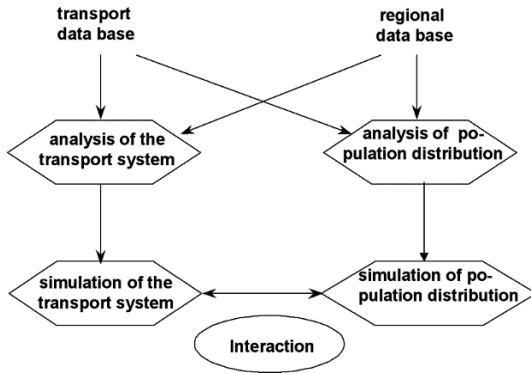 transport
data base
regional
data base
analysis of the
transport system
analysis of po-
pulation distribution
simulation of the
transport system
simulation of po-
pulation distribution
Interaction